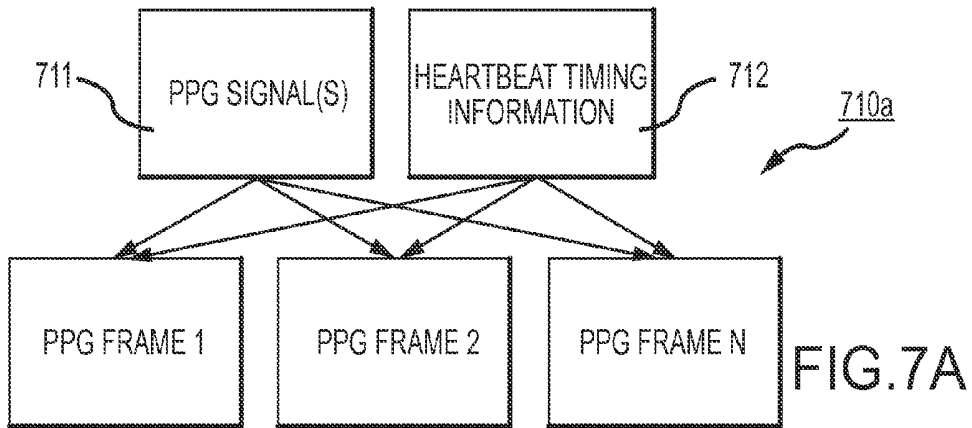 711
PPG SIGNAL(S)
HEARTBEAT TIMING
INFORMATION
712
710a
PPG FRAME 1
PPG FRAME 2
PPG FRAME N
FIG.7A